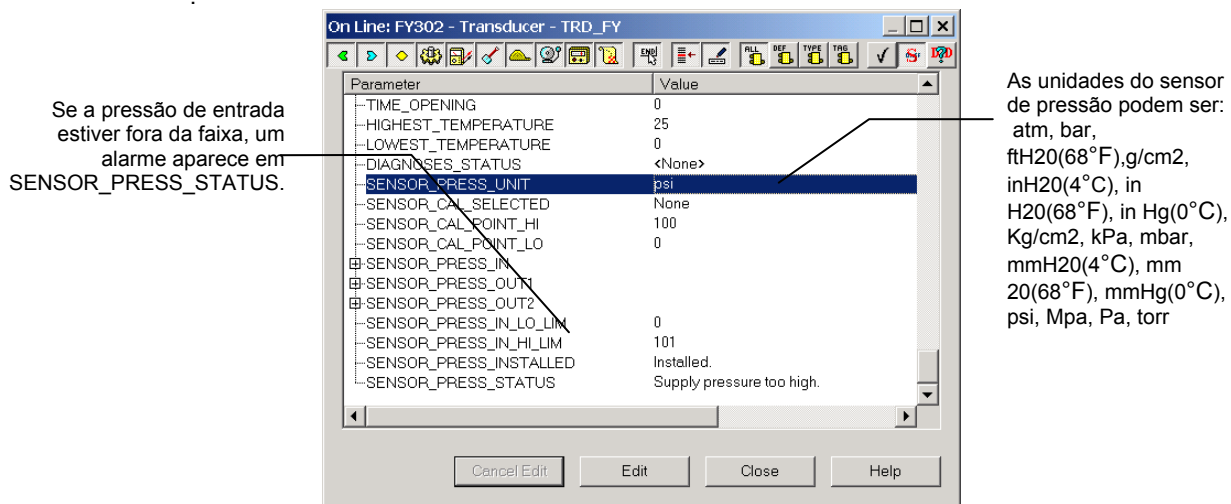 On Line: FY302 - Transducer - TRD_FY
ALL DEF TYPE TAG
Parameter Value
TIME_OPENING 0
HIGHEST_TEMPERATURE 25
LOWEST_TEMPERATURE 0
DIAGNOSES_STATUS <None>
SENSOR_PRESS_UNIT psi
SENSOR_CAL_SELECTED None
SENSOR_CAL_POINT_HI 100
SENSOR_CAL_POINT_LO 0
SENSOR_PRESS_IN
SENSOR_PRESS_OUT1
SENSOR_PRESS_OUT2
SENSOR_PRESS_IN_LO_LIM 0
SENSOR_PRESS_IN_HI_LIM 101
SENSOR_PRESS_INSTALLED Installed.
SENSOR_PRESS_STATUS Supply pressure too high.
Cancel Edit Edit Close Help
Se a pressão de entrada
estiver fora da faixa, um
alarme aparece em
SENSOR_PRESS_STATUS.
As unidades do sensor
de pressão podem ser:
atm, bar,
ftH20(68°F),g/cm2,
inH20(4°C), in
H20(68°F), in Hg(0°C),
Kg/cm2, kPa, mbar,
mmH20(4°C), mm
20(68°F), mmHg(0°C),
psi, Mpa, Pa, torr